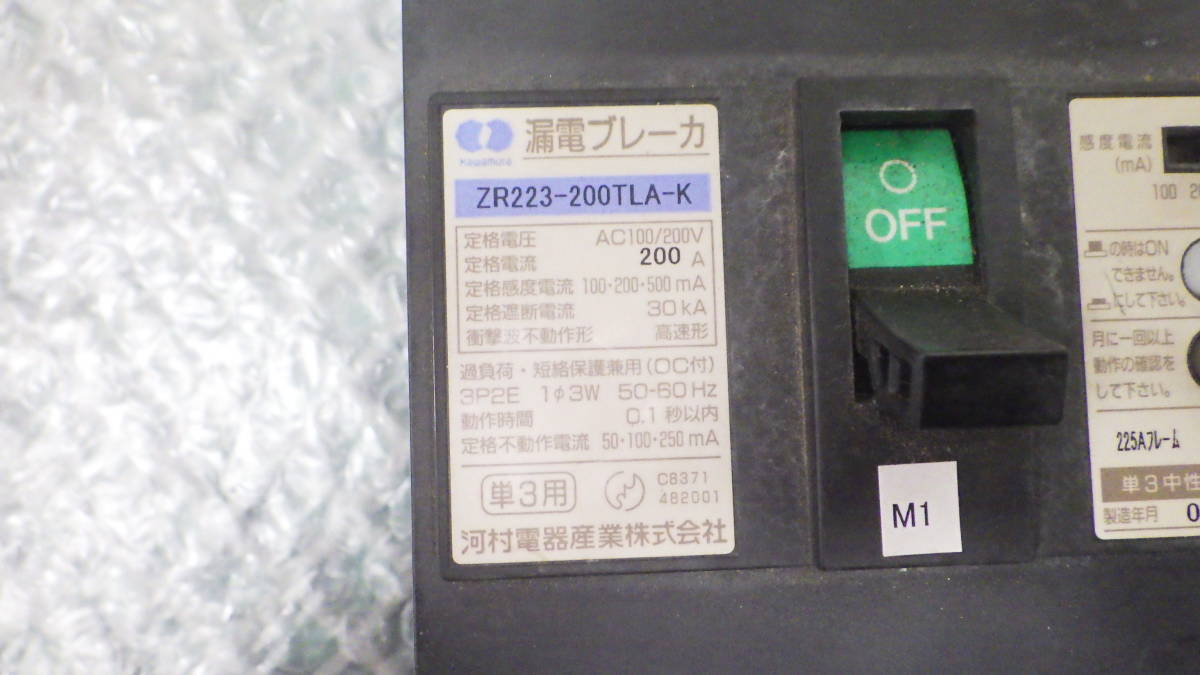 Kawamura
漏電ブレーカ
ZR223-200TLA-K
定格電圧 AC100/200V
定格電流 200 A
定格感度電流 100・200・500 mA
定格遮断電流 30 kA
衝撃波不動作形 高速形
過負荷・短絡保護兼用(OC付)
3P2E 1φ3W 50-60Hz
動作時間 0.1秒以内
定格不動作電流 50・100・250 mA
単3用
C8371
482001
河村電器産業株式会社
OFF
M1
感度電流
(mA)
100
の時はON
できません。
にして下さい。
月に一回以上
動作の確認を
して下さい。
225Aフレーム
単3中性
製造年月 0